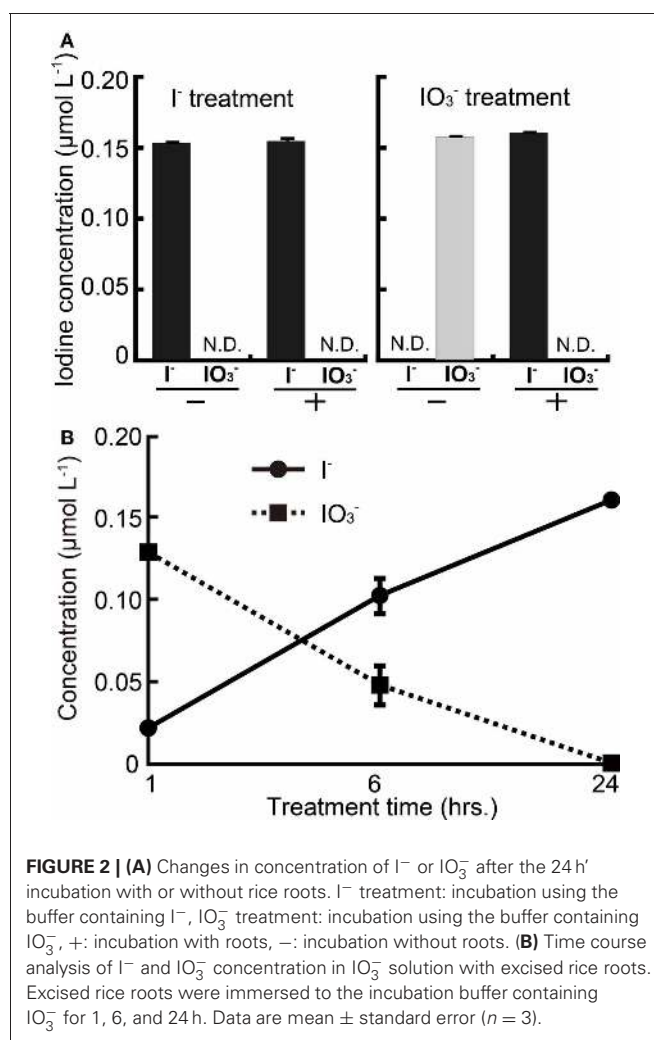 A
Iodine concentration (µmol L⁻¹)
0.20
0.15
0.10
0.05
0
I⁻ treatment
IO₃⁻ treatment
N.D.
N.D.
N.D.
N.D.
I⁻ IO₃⁻
I⁻ IO₃⁻
I⁻ IO₃⁻
I⁻ IO₃⁻
−
+
−
+
B
Concentration (µmol L⁻¹)
0.20
0.15
0.10
0.05
0
I⁻
IO₃⁻
1
6
24
Treatment time (hrs.)
FIGURE 2 | (A) Changes in concentration of I⁻ or IO₃⁻ after the 24 h'
incubation with or without rice roots. I⁻ treatment: incubation using the
buffer containing I⁻, IO₃⁻ treatment: incubation using the buffer containing
IO₃⁻, +: incubation with roots, −: incubation without roots. (B) Time course
analysis of I⁻ and IO₃⁻ concentration in IO₃⁻ solution with excised rice roots.
Excised rice roots were immersed to the incubation buffer containing
IO₃⁻ for 1, 6, and 24 h. Data are mean ± standard error (n = 3).